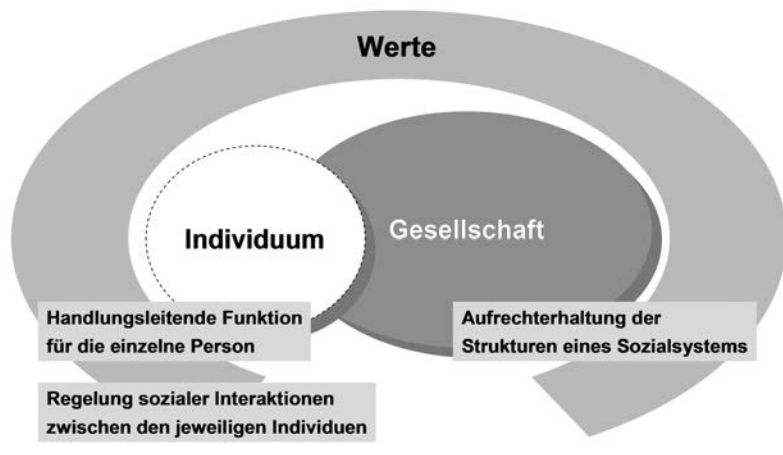 Werte
Individuum
Gesellschaft
Handlungsleitende Funktion
für die einzelne Person
Aufrechterhaltung der
Strukturen eines Sozialsystems
Regelung sozialer Interaktionen
zwischen den jeweiligen Individuen